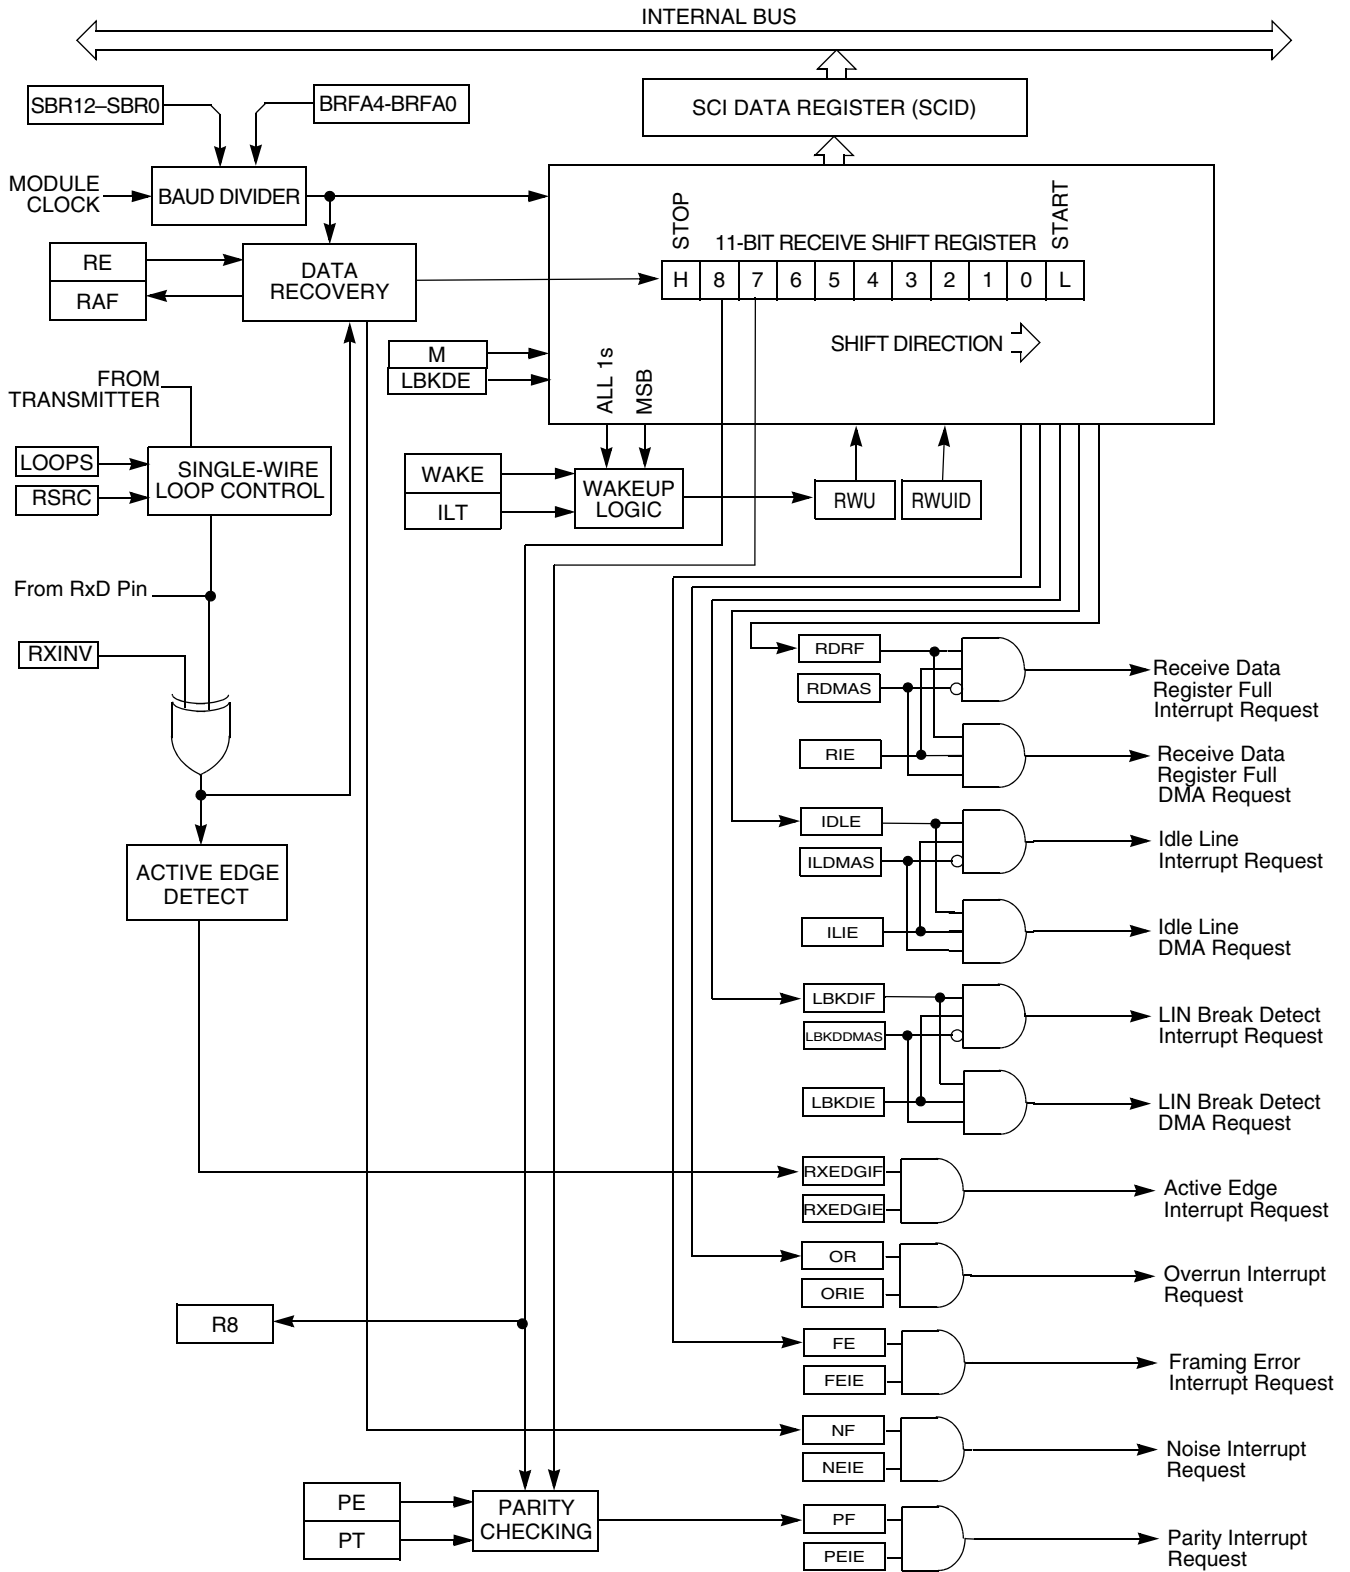 INTERNAL BUS
SBR12–SBR0
BRFA4-BRFA0
SCI DATA REGISTER (SCID)
MODULE
CLOCK
BAUD DIVIDER
STOP
START
11-BIT RECEIVE SHIFT REGISTER
H 8 7 6 5 4 3 2 1 0 L
RE
RAF
DATA
RECOVERY
SHIFT DIRECTION
M
LBKDE
ALL 1s
MSB
FROM
TRANSMITTER
LOOPS
RSRC
SINGLE-WIRE
LOOP CONTROL
WAKE
ILT
WAKEUP
LOGIC
RWU
RWUID
From RxD Pin
RXINV
RDRF
RDMAS
RIE
Receive Data
Register Full
Interrupt Request
Receive Data
Register Full
DMA Request
IDLE
ILDMAS
ILIE
Idle Line
Interrupt Request
Idle Line
DMA Request
ACTIVE EDGE
DETECT
LBKDIF
LBKDDMAS
LBKDIE
LIN Break Detect
Interrupt Request
LIN Break Detect
DMA Request
RXEDGIF
RXEDGIE
Active Edge
Interrupt Request
OR
ORIE
Overrun Interrupt
Request
R8
FE
FEIE
Framing Error
Interrupt Request
NF
NEIE
Noise Interrupt
Request
PE
PT
PARITY
CHECKING
PF
PEIE
Parity Interrupt
Request